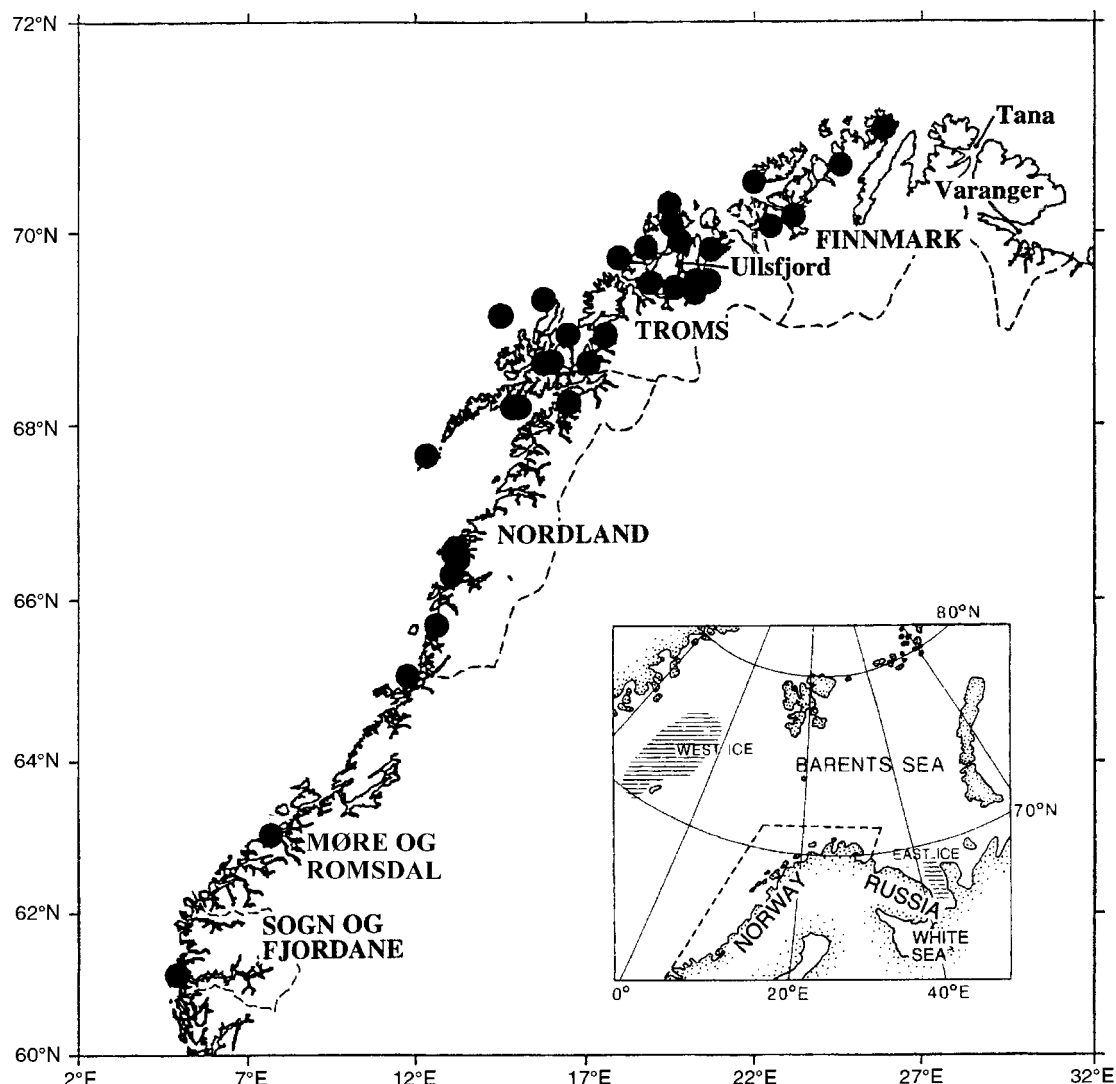 72°N
70°N
68°N
66°N
64°N
62°N
60°N
2°E
7°E
12°E
17°E
22°E
27°E
32°E
Tana
Varanger
FINNMARK
Ullsfjord
TROMS
NORDLAND
MØRE OG
ROMSDAL
SOGN OG
FJORDANE
80°N
WEST ICE
BARENTS SEA
70°N
EAST ICE
NORWAY
RUSSIA
WHITE
SEA
0°
20°E
40°E